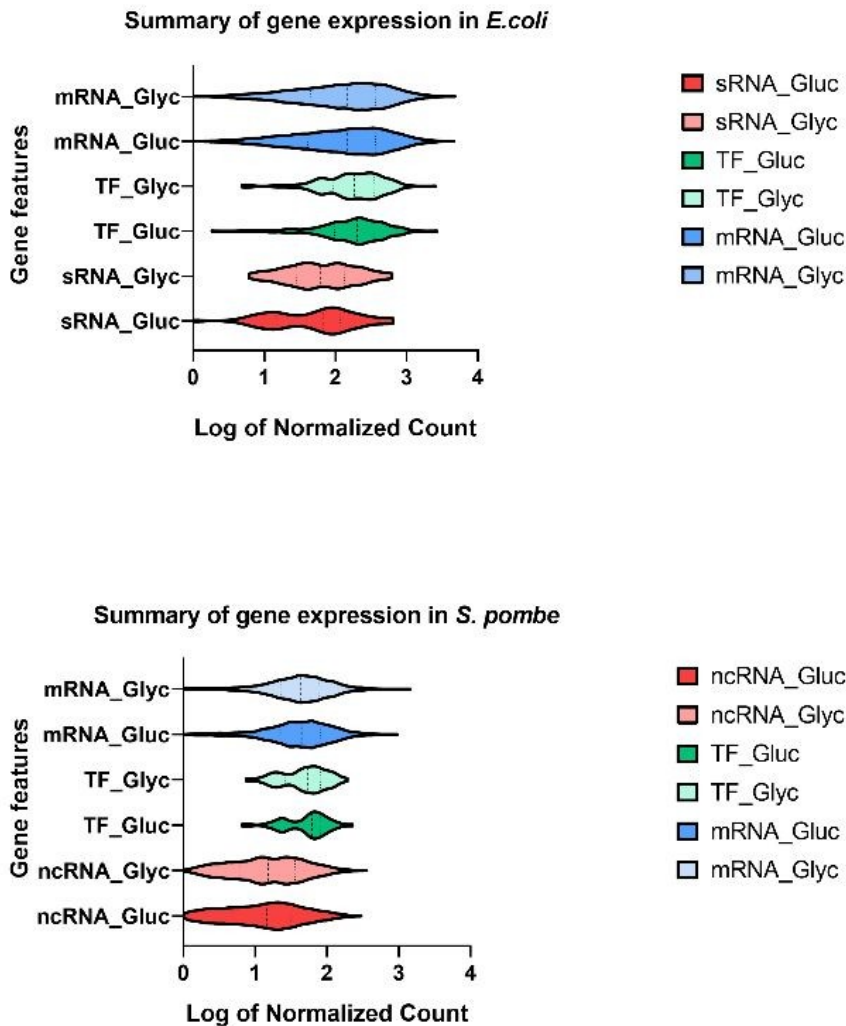 Summary of gene expression in E.coli
Gene features
mRNA_Glyc
mRNA_Gluc
TF_Glyc
TF_Gluc
sRNA_Glyc
sRNA_Gluc
0 1 2 3 4
Log of Normalized Count
sRNA_Gluc
sRNA_Glyc
TF_Gluc
TF_Glyc
mRNA_Gluc
mRNA_Glyc
Summary of gene expression in S. pombe
Gene features
mRNA_Glyc
mRNA_Gluc
TF_Glyc
TF_Gluc
ncRNA_Glyc
ncRNA_Gluc
0 1 2 3 4
Log of Normalized Count
ncRNA_Gluc
ncRNA_Glyc
TF_Gluc
TF_Glyc
mRNA_Gluc
mRNA_Glyc